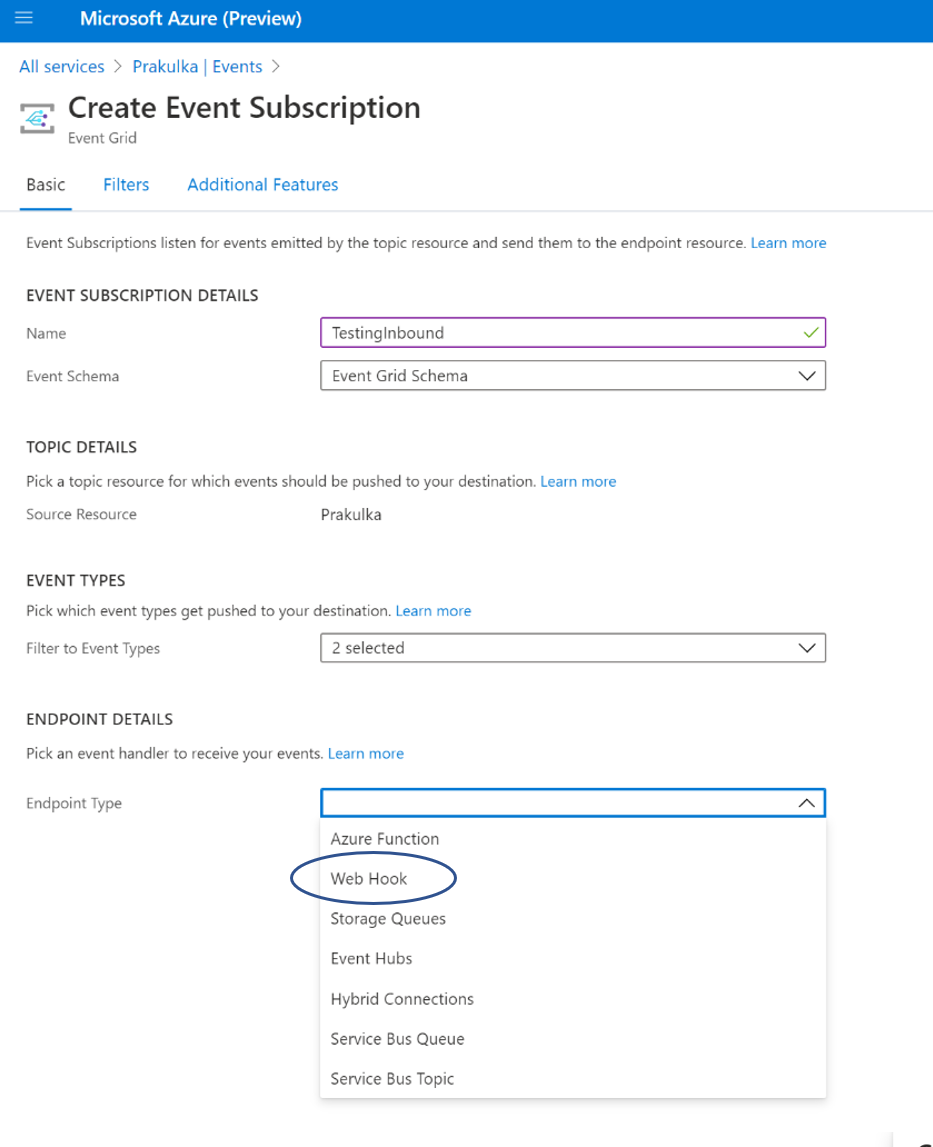 Microsoft Azure (Preview)
All services > Prakulka | Events >
Create Event Subscription
Event Grid
Basic Filters Additional Features
Event Subscriptions listen for events emitted by the topic resource and send them to the endpoint resource. Learn more
EVENT SUBSCRIPTION DETAILS
Name TestingInbound
Event Schema Event Grid Schema
TOPIC DETAILS
Pick a topic resource for which events should be pushed to your destination. Learn more
Source Resource Prakulka
EVENT TYPES
Pick which event types get pushed to your destination. Learn more
Filter to Event Types 2 selected
ENDPOINT DETAILS
Pick an event handler to receive your events. Learn more
Endpoint Type
Azure Function
Web Hook
Storage Queues
Event Hubs
Hybrid Connections
Service Bus Queue
Service Bus Topic